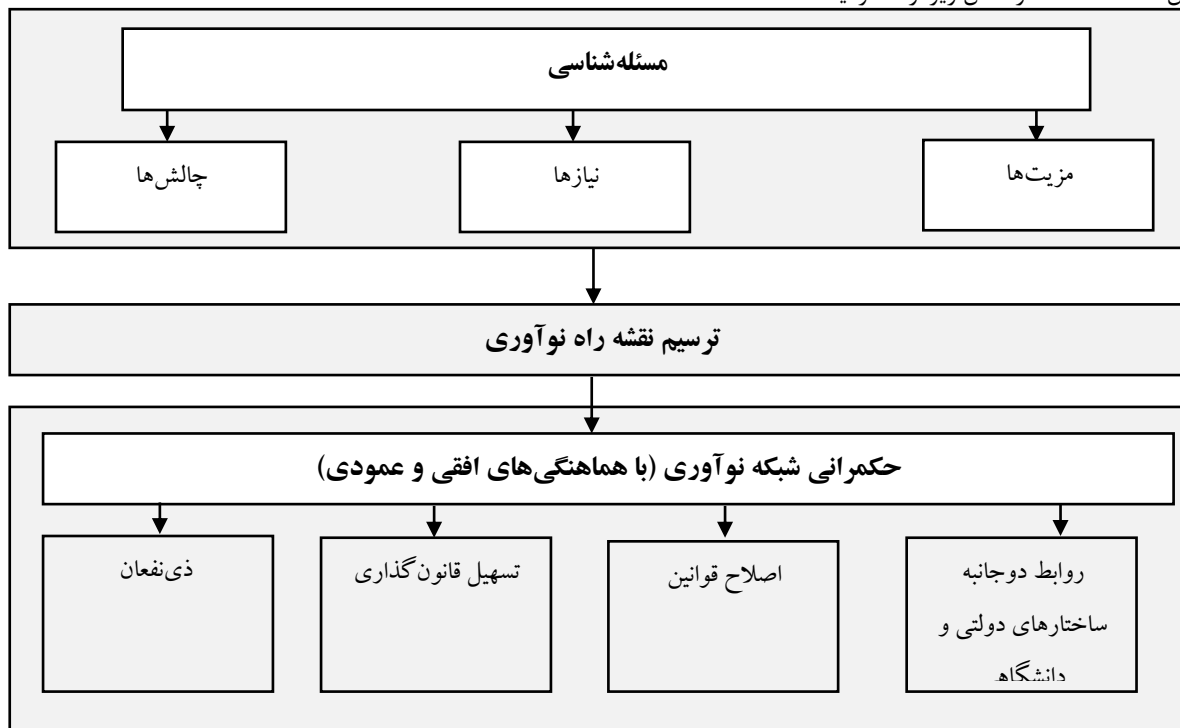 مسئله‌شناسی
مزیت‌ها
نیازها
چالش‌ها
ترسیم نقشه راه نوآوری
حکمرانی شبکه نوآوری (با هماهنگی‌های افقی و عمودی)
روابط دوجانبه
ساختارهای دولتی و
دانشگاهی
اصلاح قوانین
تسهیل قانون‌گذاری
ذی‌نفعان